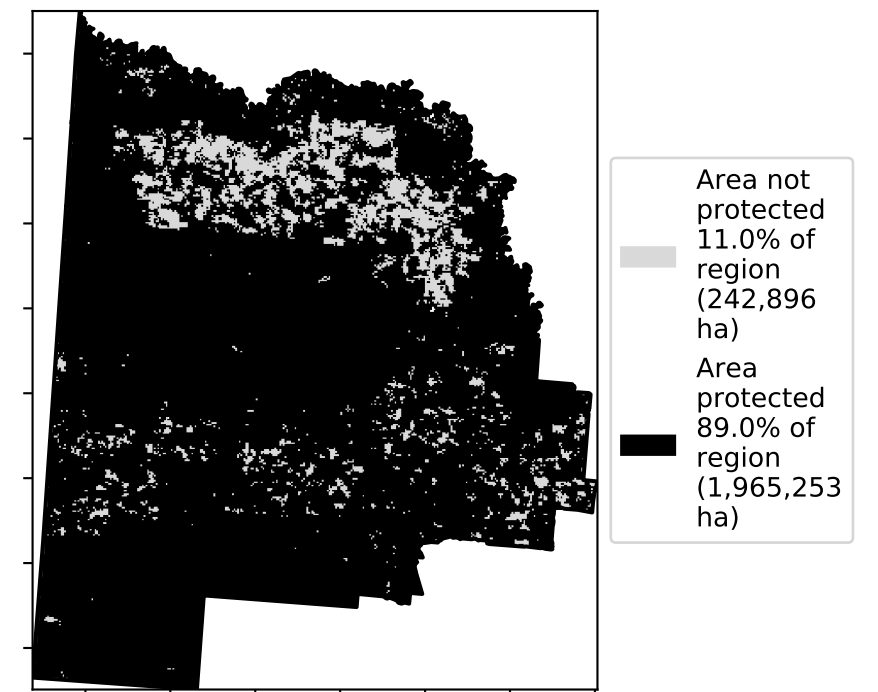 Area not
protected
11.0% of
region
(242,896
ha)
Area
protected
89.0% of
region
(1,965,253
ha)